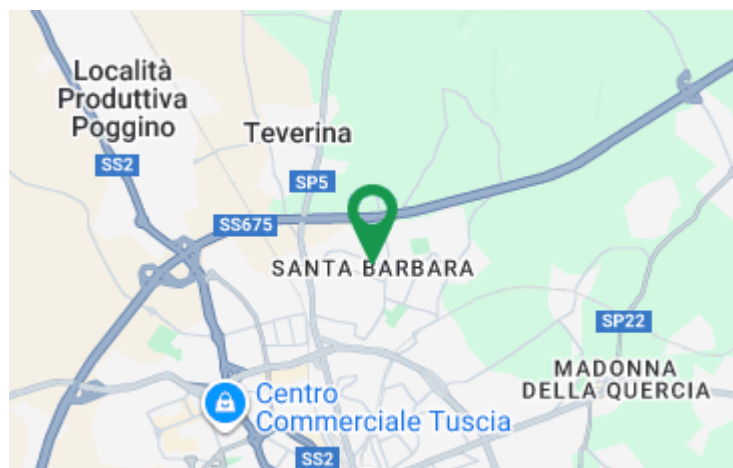 Località
Produttiva
Poggino
Teverina
SS2
SP5
SS675
SANTA BARBARA
SP22
MADONNA
DELLA QUERCIA
Centro
Commerciale Tuscia
SS2